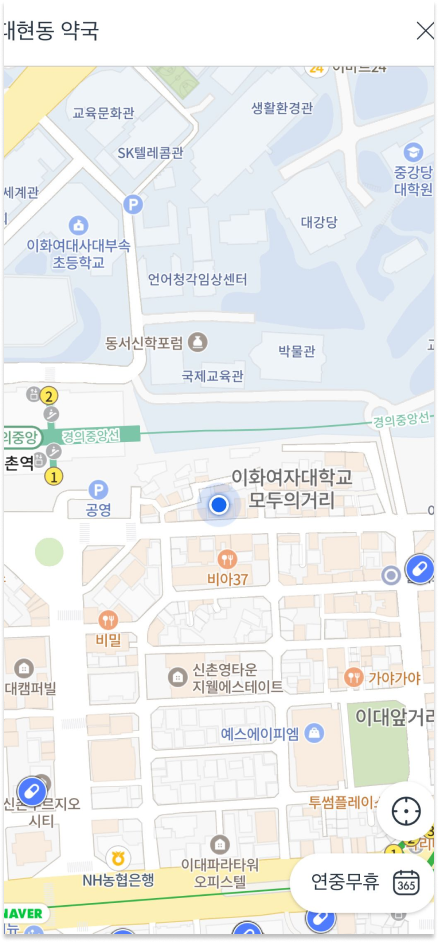 대현동 약국
24 이마트24
교육문화관
생활환경관
SK텔레콤관
세계관
중강당
대학원
P
대강당
이화여대사대부속
초등학교
언어청각임상센터
동서신학포럼
박물관
국제교육관
2
경의중앙선
의중앙
경의중앙선
촌역
1
P
공영
이화여자대학교
모두의거리
비아37
비밀
대캠퍼빌
신촌영타운
지웰에스테이트
가야가야
이대앞거리
예스에이피엠
신촌푸르지오
시티
투썸플레이스
이대파라타워
오피스텔
NH농협은행
1
연중무휴
365
NAVER